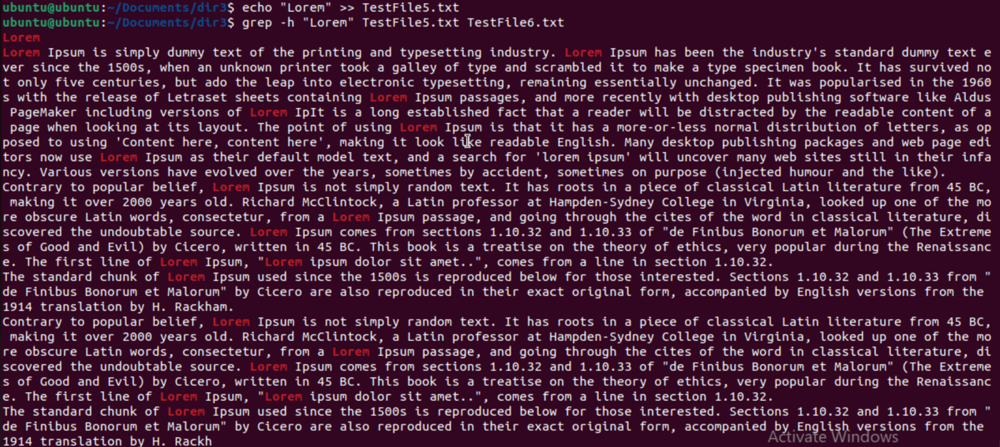 ubuntu@ubuntu:~/Documents/dir3$ echo "Lorem" >> TestFile5.txt
ubuntu@ubuntu:~/Documents/dir3$ grep -h "Lorem" TestFile5.txt TestFile6.txt
Lorem
Lorem Ipsum is simply dummy text of the printing and typesetting industry. Lorem Ipsum has been the industry's standard dummy text e
ver since the 1500s, when an unknown printer took a galley of type and scrambled it to make a type specimen book. It has survived no
t only five centuries, but ado the leap into electronic typesetting, remaining essentially unchanged. It was popularised in the 1960
s with the release of Letraset sheets containing Lorem Ipsum passages, and more recently with desktop publishing software like Aldus
 PageMaker including versions of Lorem IpIt is a long established fact that a reader will be distracted by the readable content of a
 page when looking at its layout. The point of using Lorem Ipsum is that it has a more-or-less normal distribution of letters, as op
posed to using 'Content here, content here', making it look like readable English. Many desktop publishing packages and web page edi
tors now use Lorem Ipsum as their default model text, and a search for 'lorem ipsum' will uncover many web sites still in their infa
ncy. Various versions have evolved over the years, sometimes by accident, sometimes on purpose (injected humour and the like).
Contrary to popular belief, Lorem Ipsum is not simply random text. It has roots in a piece of classical Latin literature from 45 BC,
 making it over 2000 years old. Richard McClintock, a Latin professor at Hampden-Sydney College in Virginia, looked up one of the mo
re obscure Latin words, consectetur, from a Lorem Ipsum passage, and going through the cites of the word in classical literature, di
scovered the undoubtable source. Lorem Ipsum comes from sections 1.10.32 and 1.10.33 of "de Finibus Bonorum et Malorum" (The Extreme
s of Good and Evil) by Cicero, written in 45 BC. This book is a treatise on the theory of ethics, very popular during the Renaissanc
e. The first line of Lorem Ipsum, "Lorem ipsum dolor sit amet..", comes from a line in section 1.10.32.
The standard chunk of Lorem Ipsum used since the 1500s is reproduced below for those interested. Sections 1.10.32 and 1.10.33 from "
de Finibus Bonorum et Malorum" by Cicero are also reproduced in their exact original form, accompanied by English versions from the
1914 translation by H. Rackham.
Contrary to popular belief, Lorem Ipsum is not simply random text. It has roots in a piece of classical Latin literature from 45 BC,
 making it over 2000 years old. Richard McClintock, a Latin professor at Hampden-Sydney College in Virginia, looked up one of the mo
re obscure Latin words, consectetur, from a Lorem Ipsum passage, and going through the cites of the word in classical literature, di
scovered the undoubtable source. Lorem Ipsum comes from sections 1.10.32 and 1.10.33 of "de Finibus Bonorum et Malorum" (The Extreme
s of Good and Evil) by Cicero, written in 45 BC. This book is a treatise on the theory of ethics, very popular during the Renaissanc
e. The first line of Lorem Ipsum, "Lorem ipsum dolor sit amet..", comes from a line in section 1.10.32.
The standard chunk of Lorem Ipsum used since the 1500s is reproduced below for those interested. Sections 1.10.32 and 1.10.33 from "
de Finibus Bonorum et Malorum" by Cicero are also reproduced in their exact original form, accompanied by English versions from the
1914 translation by H. Rackh
Activate Windows